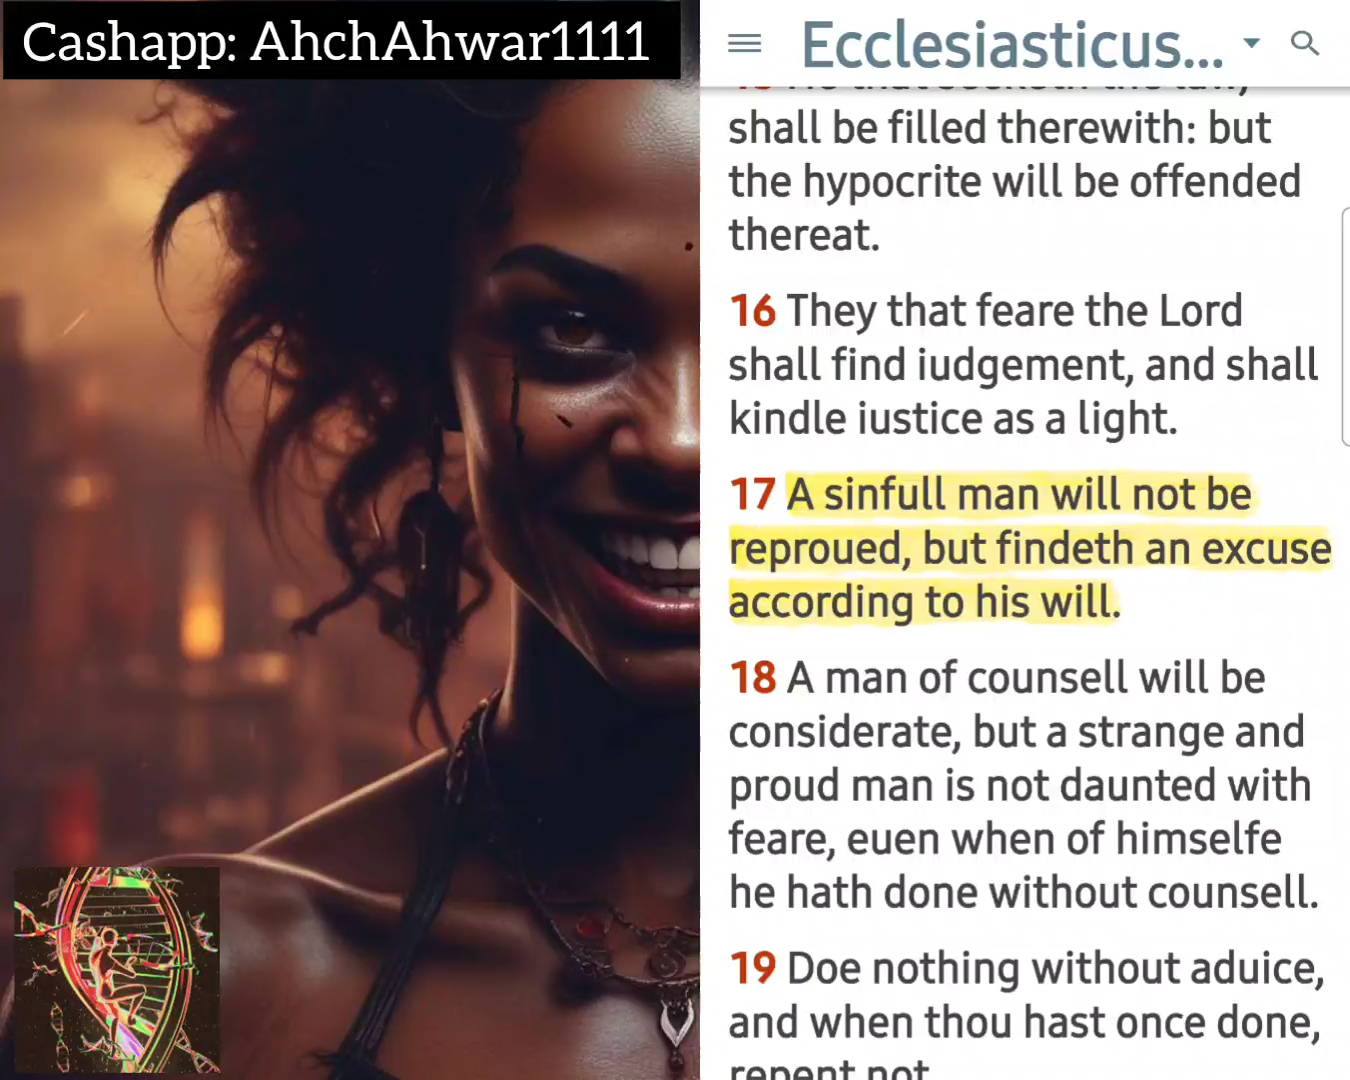 Cashapp: AhchAhwar1111
Ecclesiasticus...
shall be filled therewith: but
the hypocrite will be offended
thereat.
16 They that feare the Lord
shall find iudgement, and shall
kindle iustice as a light.
17 A sinfull man will not be
reproued, but findeth an excuse
according to his will.
18 A man of counsell will be
considerate, but a strange and
proud man is not daunted with
feare, euen when of himselfe
he hath done without counsell.
19 Doe nothing without aduice,
and when thou hast once done,
repent not